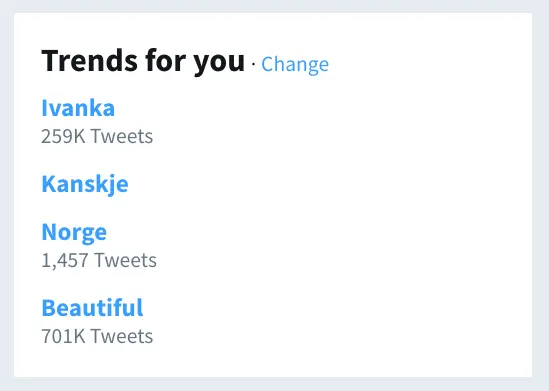 Trends for you · Change
Ivanka
259K Tweets
Kanskje
Norge
1,457 Tweets
Beautiful
701K Tweets